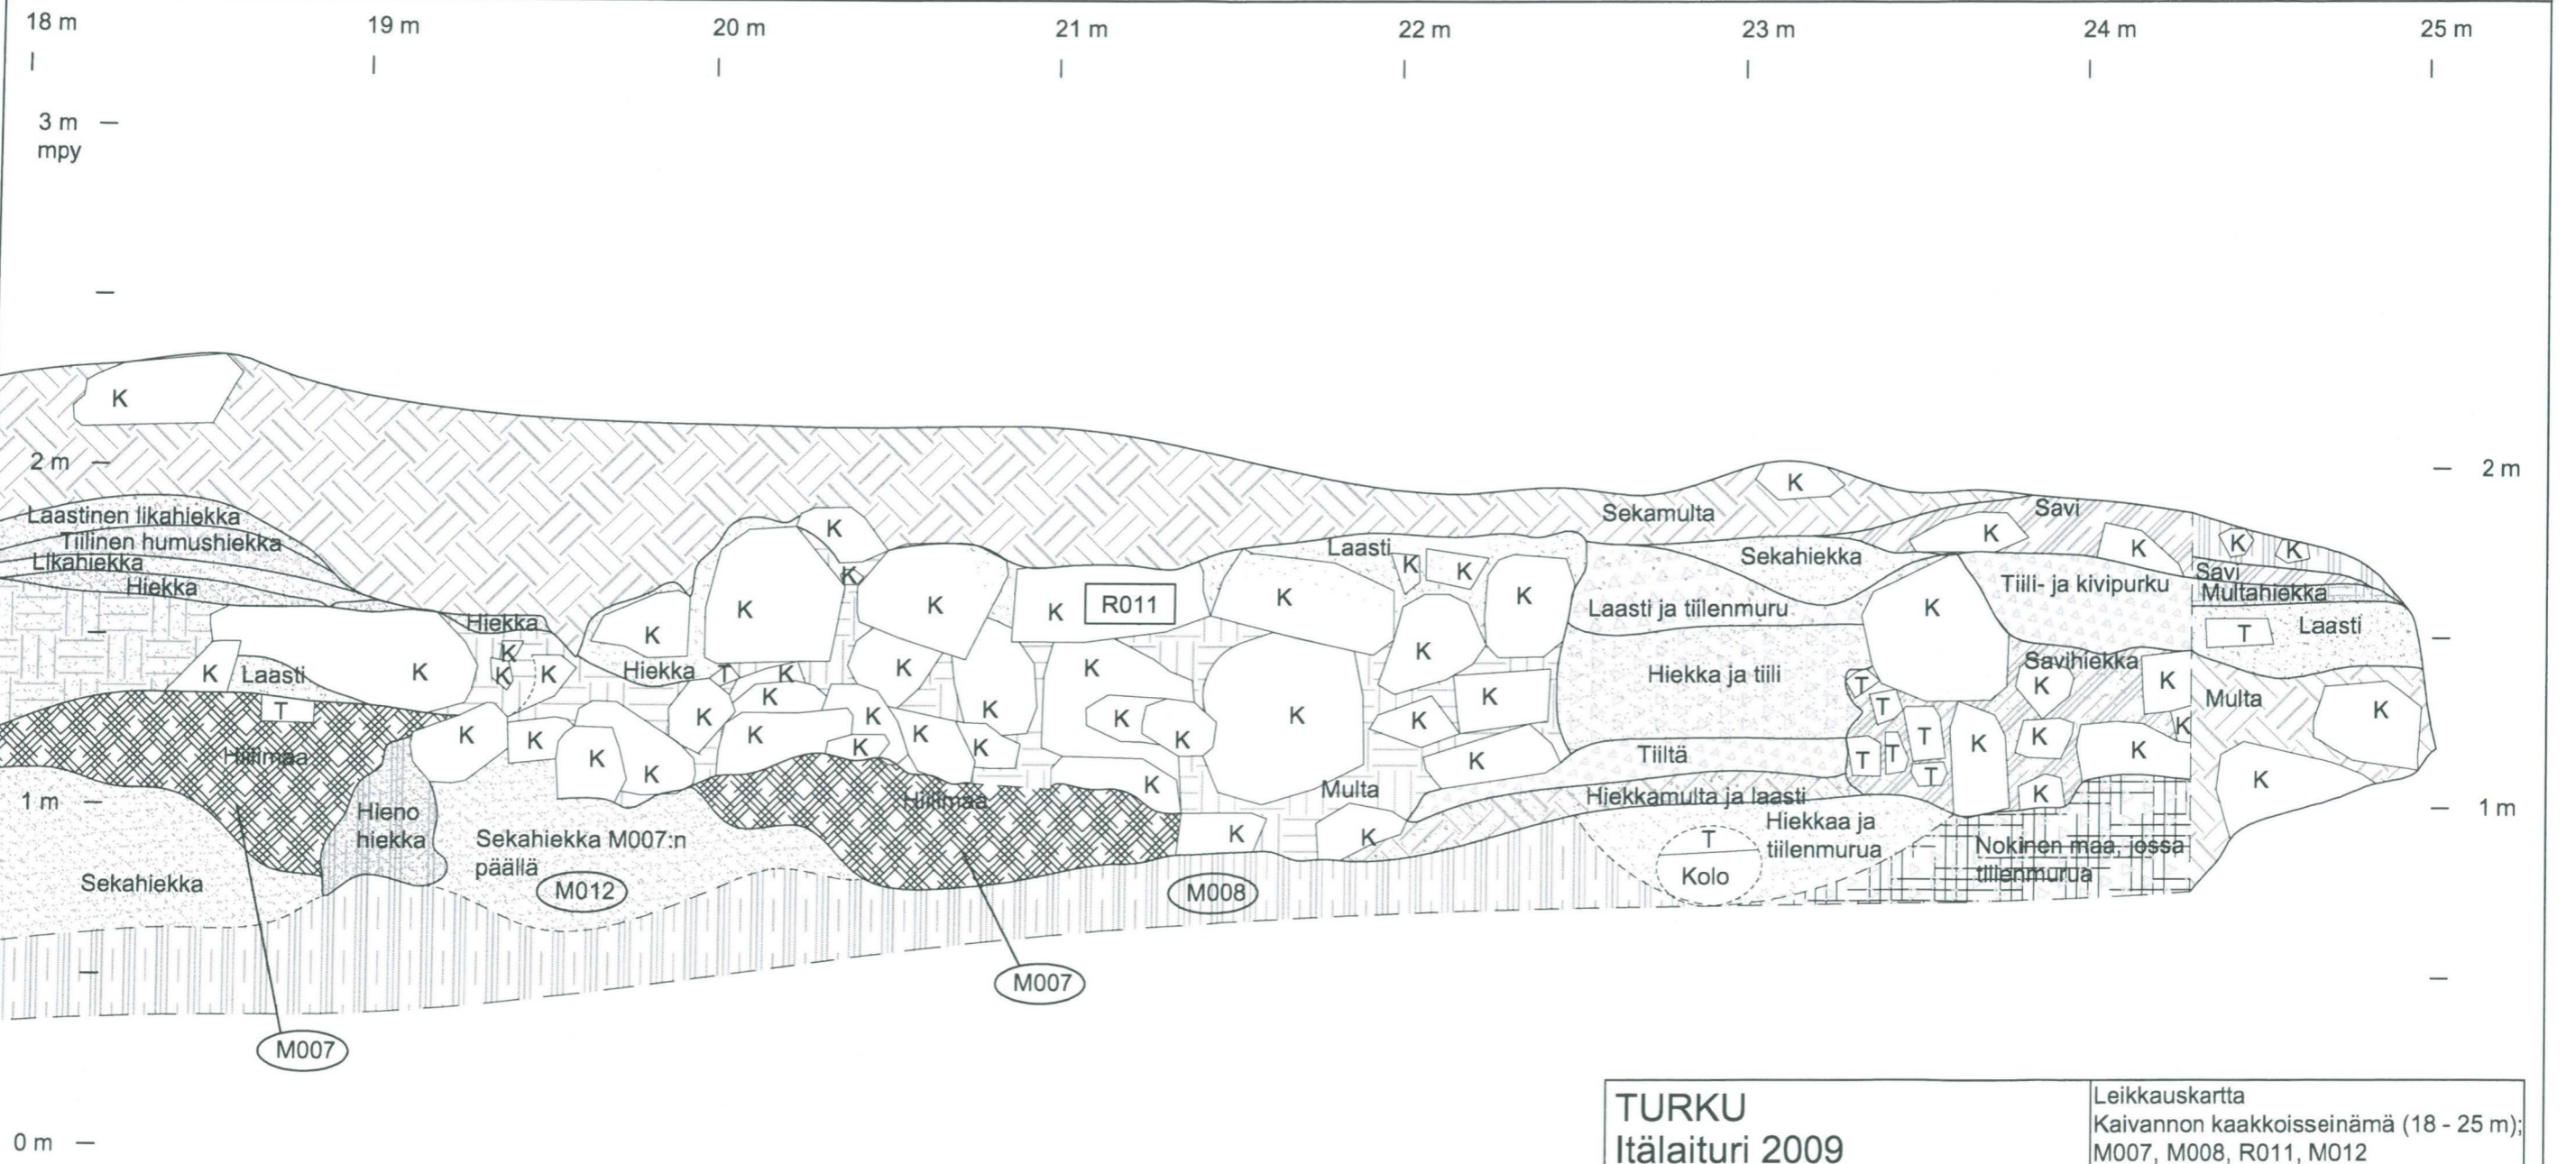 18 m 19 m 20 m 21 m 22 m 23 m 24 m 25 m
3 m
mpy
K
2 m
K
2 m
Sekamulta
Savi
Laastinen likahiekka
K
K
K
K
K
Tiilinen humushiekka
Laasti
Sekahiekka
Likahiekka
K
K
K
Savi
Hiekka
K
K
K
K
R011
K
K
Laasti ja tiilenmuru
K
Tiili- ja kivipurku
Multahiekka
Hiekka
K
T
Laasti
K
K
Laasti
K
K
K
K
Hiekka
T
K
K
K
K
Hiekka ja tiili
Savihiekka
T
K
K
T
K
K
K
K
K
K
K
K
K
K
T
Multa
K
K
K
K
K
K
K
K
K
T
K
K
K
K
Hiilimaa
K
K
K
K
Tiiltä
T
T
T
K
K
1 m
Hiilimaa
Multa
Hiekkamulta ja laasti
K
1 m
Hieno
hiekka
Sekahiekka M007:n
päällä
K
K
T
Hiekkaa ja
tiilenmurua
Nokinen maa, jossa
tiilenmurua
Sekahiekka
M012
M008
Kolo
M007
M007
TURKU
Itälaituri 2009
Leikkauskartta
Kaivannon kaakkoisseinämä (18 - 25 m);
M007, M008, R011, M012
0 m